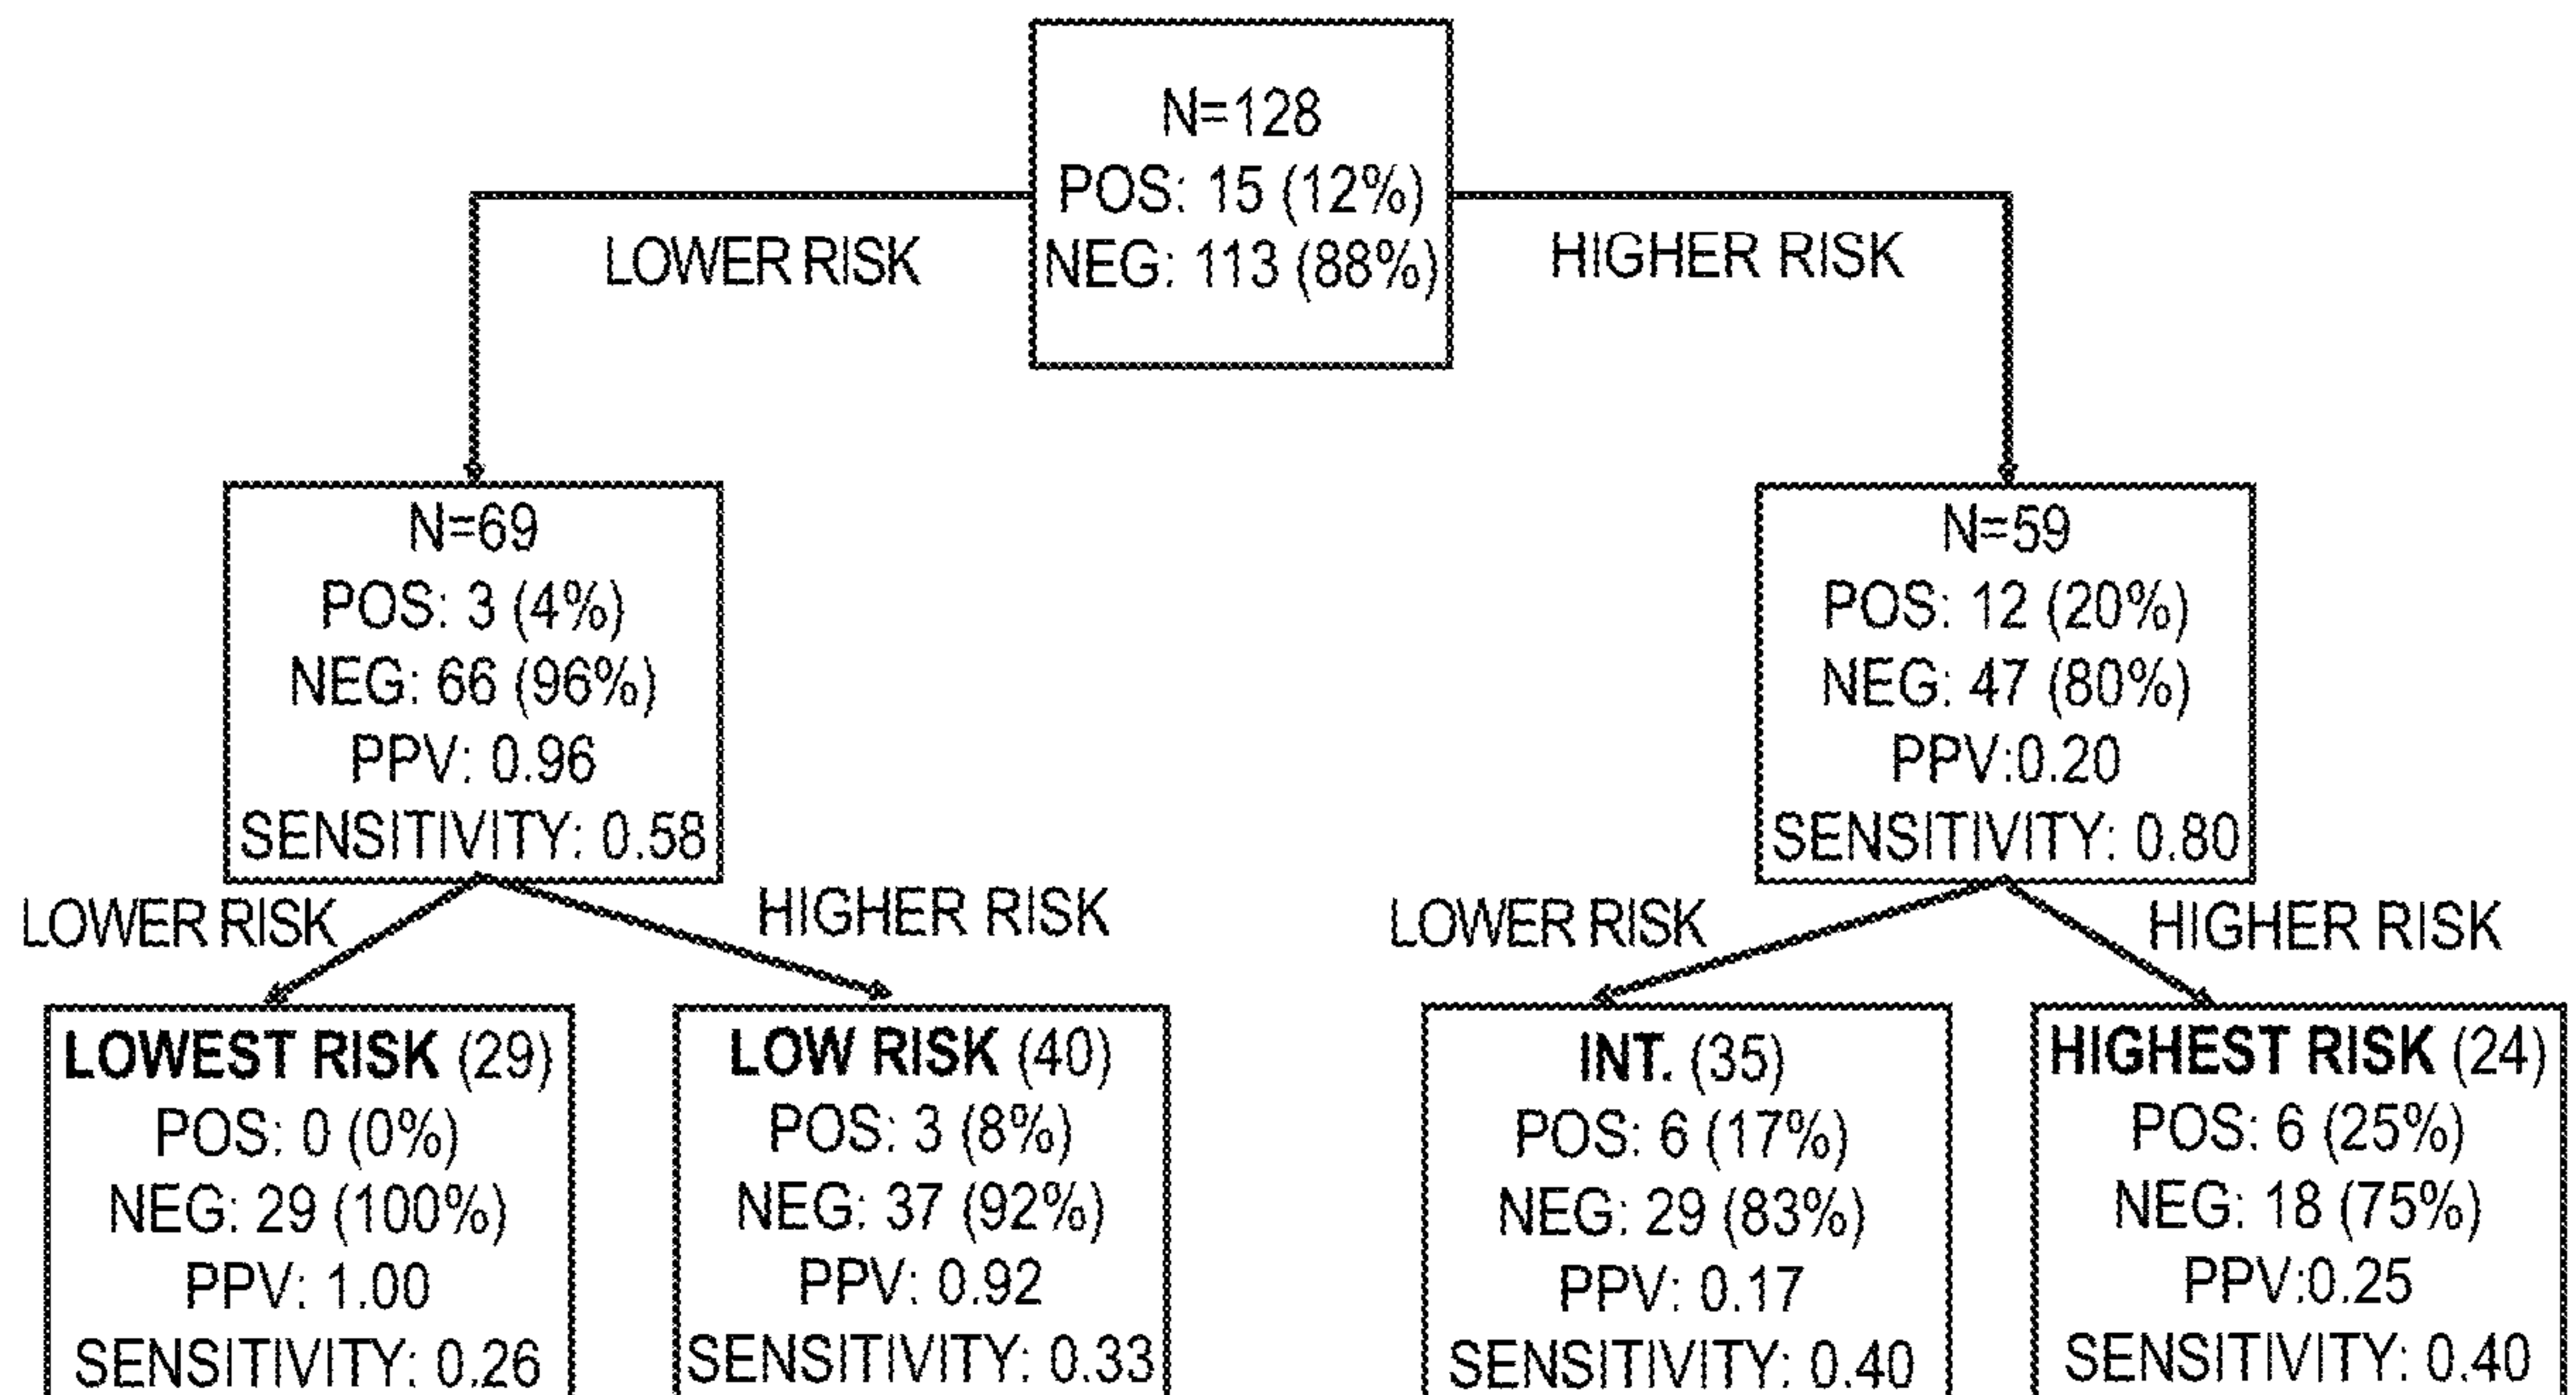 N=128
POS: 15 (12%)
NEG: 113 (88%)
LOWER RISK
HIGHER RISK
N=69
POS: 3 (4%)
NEG: 66 (96%)
PPV: 0.96
SENSITIVITY: 0.58
N=59
POS: 12 (20%)
NEG: 47 (80%)
PPV:0.20
SENSITIVITY: 0.80
LOWER RISK
HIGHER RISK
LOWER RISK
HIGHER RISK
LOWEST RISK (29)
POS: 0 (0%)
NEG: 29 (100%)
PPV: 1.00
SENSITIVITY: 0.26
LOW RISK (40)
POS: 3 (8%)
NEG: 37 (92%)
PPV: 0.92
SENSITIVITY: 0.33
INT. (35)
POS: 6 (17%)
NEG: 29 (83%)
PPV: 0.17
SENSITIVITY: 0.40
HIGHEST RISK (24)
POS: 6 (25%)
NEG: 18 (75%)
PPV:0.25
SENSITIVITY: 0.40